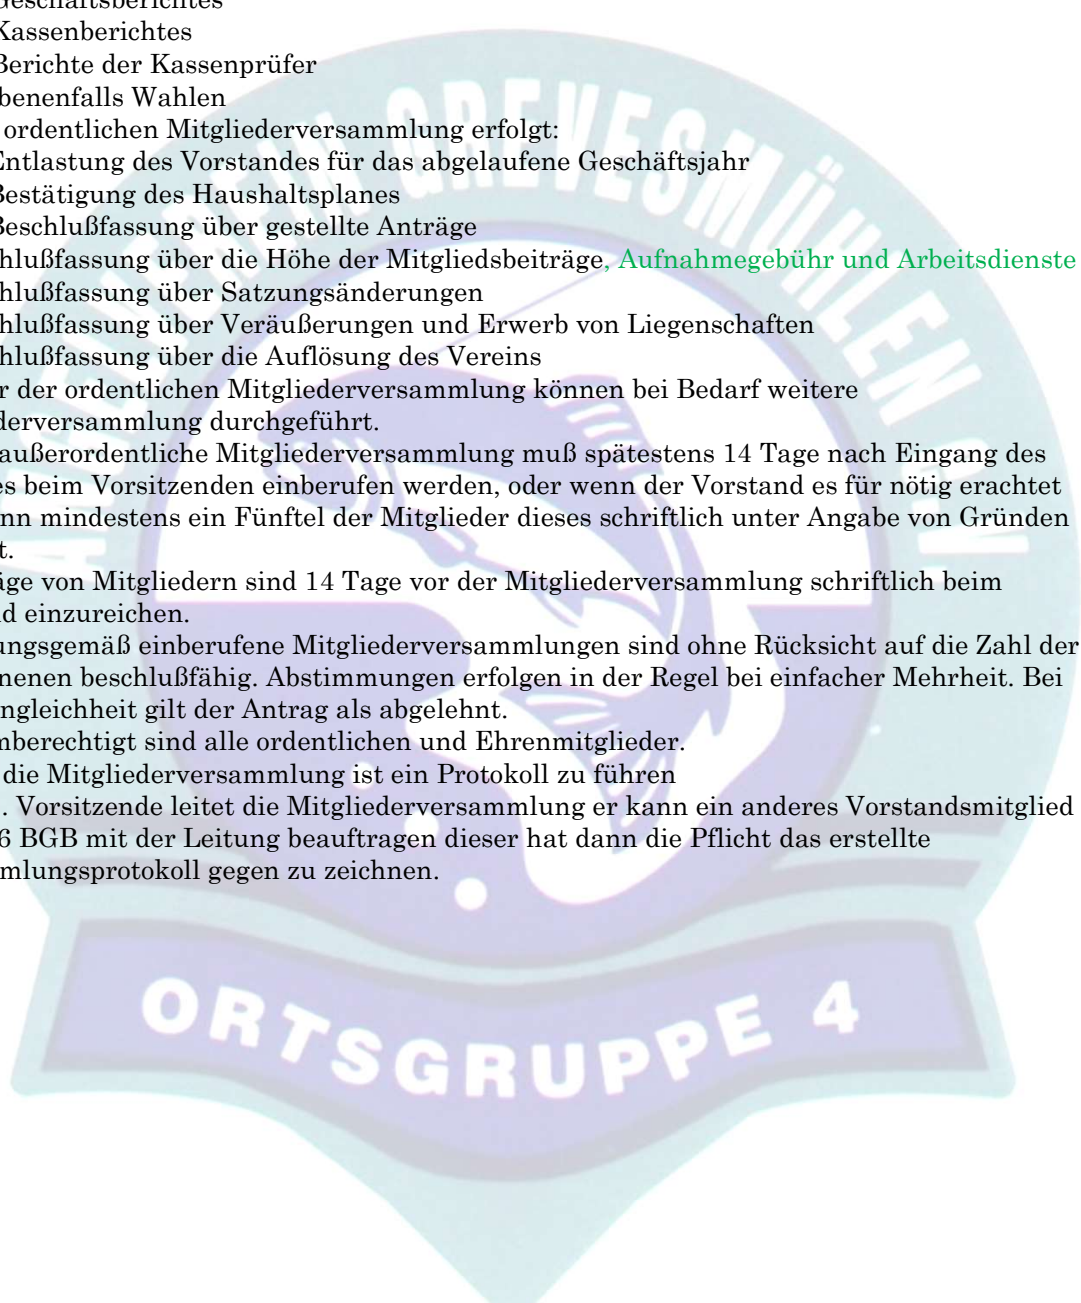 Geschäftsberichtes
Kassenberichtes
Berichte der Kassenprüfer
benenfalls Wahlen
ordentlichen Mitgliederversammlung erfolgt:
Entlastung des Vorstandes für das abgelaufene Geschäftsjahr
Bestätigung des Haushaltsplanes
Beschlußfassung über gestellte Anträge
hlußfassung über die Höhe der Mitgliedsbeiträge, Aufnahmegebühr und Arbeitsdienste
hlußfassung über Satzungsänderungen
hlußfassung über Veräußerungen und Erwerb von Liegenschaften
hlußfassung über die Auflösung des Vereins
r der ordentlichen Mitgliederversammlung können bei Bedarf weitere
derversammlung durchgeführt.
außerordentliche Mitgliederversammlung muß spätestens 14 Tage nach Eingang des
es beim Vorsitzenden einberufen werden, oder wenn der Vorstand es für nötig erachtet
nn mindestens ein Fünftel der Mitglieder dieses schriftlich unter Angabe von Gründen
t.
äge von Mitgliedern sind 14 Tage vor der Mitgliederversammlung schriftlich beim
d einzureichen.
ungsgemäß einberufene Mitgliederversammlungen sind ohne Rücksicht auf die Zahl der
nenen beschlußfähig. Abstimmungen erfolgen in der Regel bei einfacher Mehrheit. Bei
ngleichheit gilt der Antrag als abgelehnt.
mberechtigt sind alle ordentlichen und Ehrenmitglieder.
die Mitgliederversammlung ist ein Protokoll zu führen
. Vorsitzende leitet die Mitgliederversammlung er kann ein anderes Vorstandsmitglied
6 BGB mit der Leitung beauftragen dieser hat dann die Pflicht das erstellte
mlungsprotokoll gegen zu zeichnen.
ANGELVEREIN GREVESMÜHLEN e.V.
ORTSGRUPPE 4